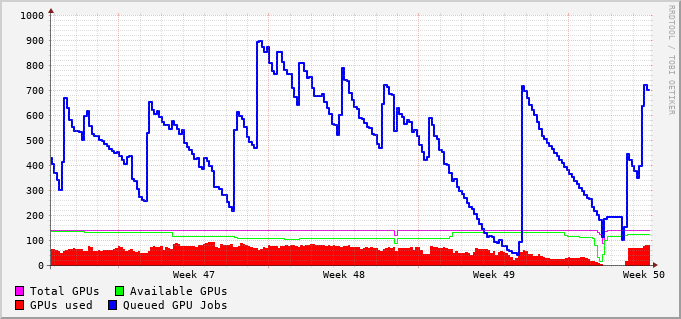 1000
900
800
700
600
500
400
300
200
100
0
Week 47 Week 48 Week 49 Week 50
Total GPUs Available GPUs
GPUs used Queued GPU Jobs
RRDTOOL / TOBI OETIKER